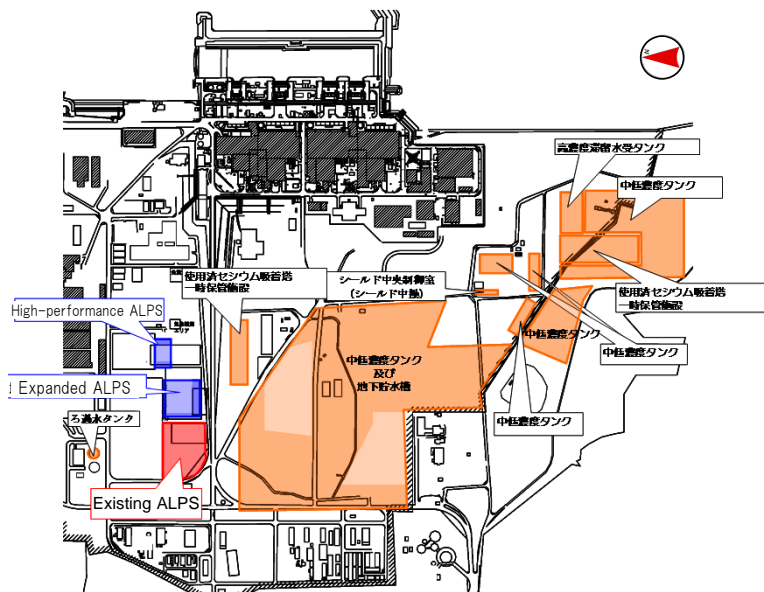 N
高濃度滞留水受タンク
中低濃度タンク
使用済セシウム吸着塔
一時保管施設
シールド中央制御室
(シールド中操)
使用済セシウム吸着塔
一時保管施設
High-performance ALPS
中低濃度タンク
中低濃度タンク
中低濃度タンク
及び
地下貯水槽
Expanded ALPS
ろ過水タンク
中低濃度タンク
Existing ALPS